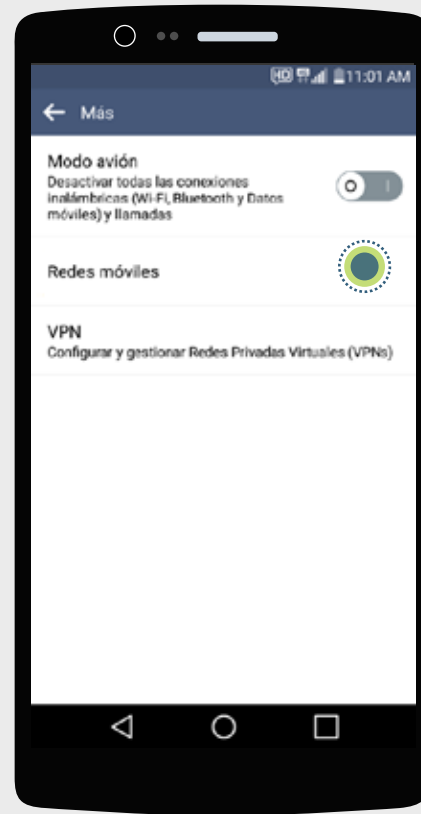 HD 11:01 AM
Más
Modo avión
Desactivar todas las conexiones
inalámbricas (Wi-Fi, Bluetooth y Datos
móviles) y llamadas
Redes móviles
VPN
Configurar y gestionar Redes Privadas Virtuales (VPNs)